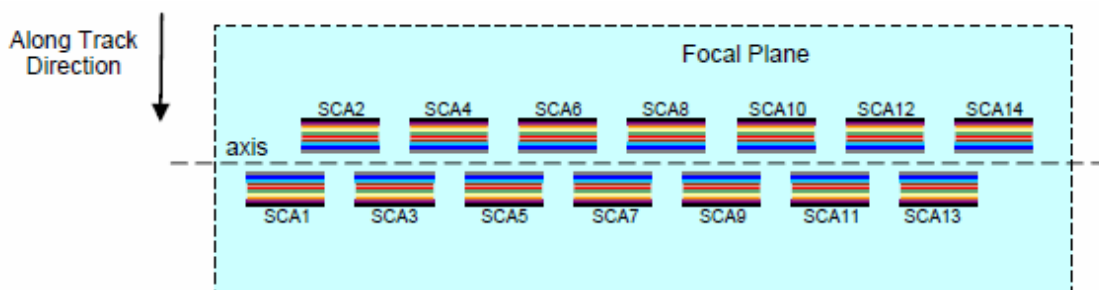 Along Track
Direction
Focal Plane
SCA2 SCA4 SCA6 SCA8 SCA10 SCA12 SCA14
axis
SCA1 SCA3 SCA5 SCA7 SCA9 SCA11 SCA13